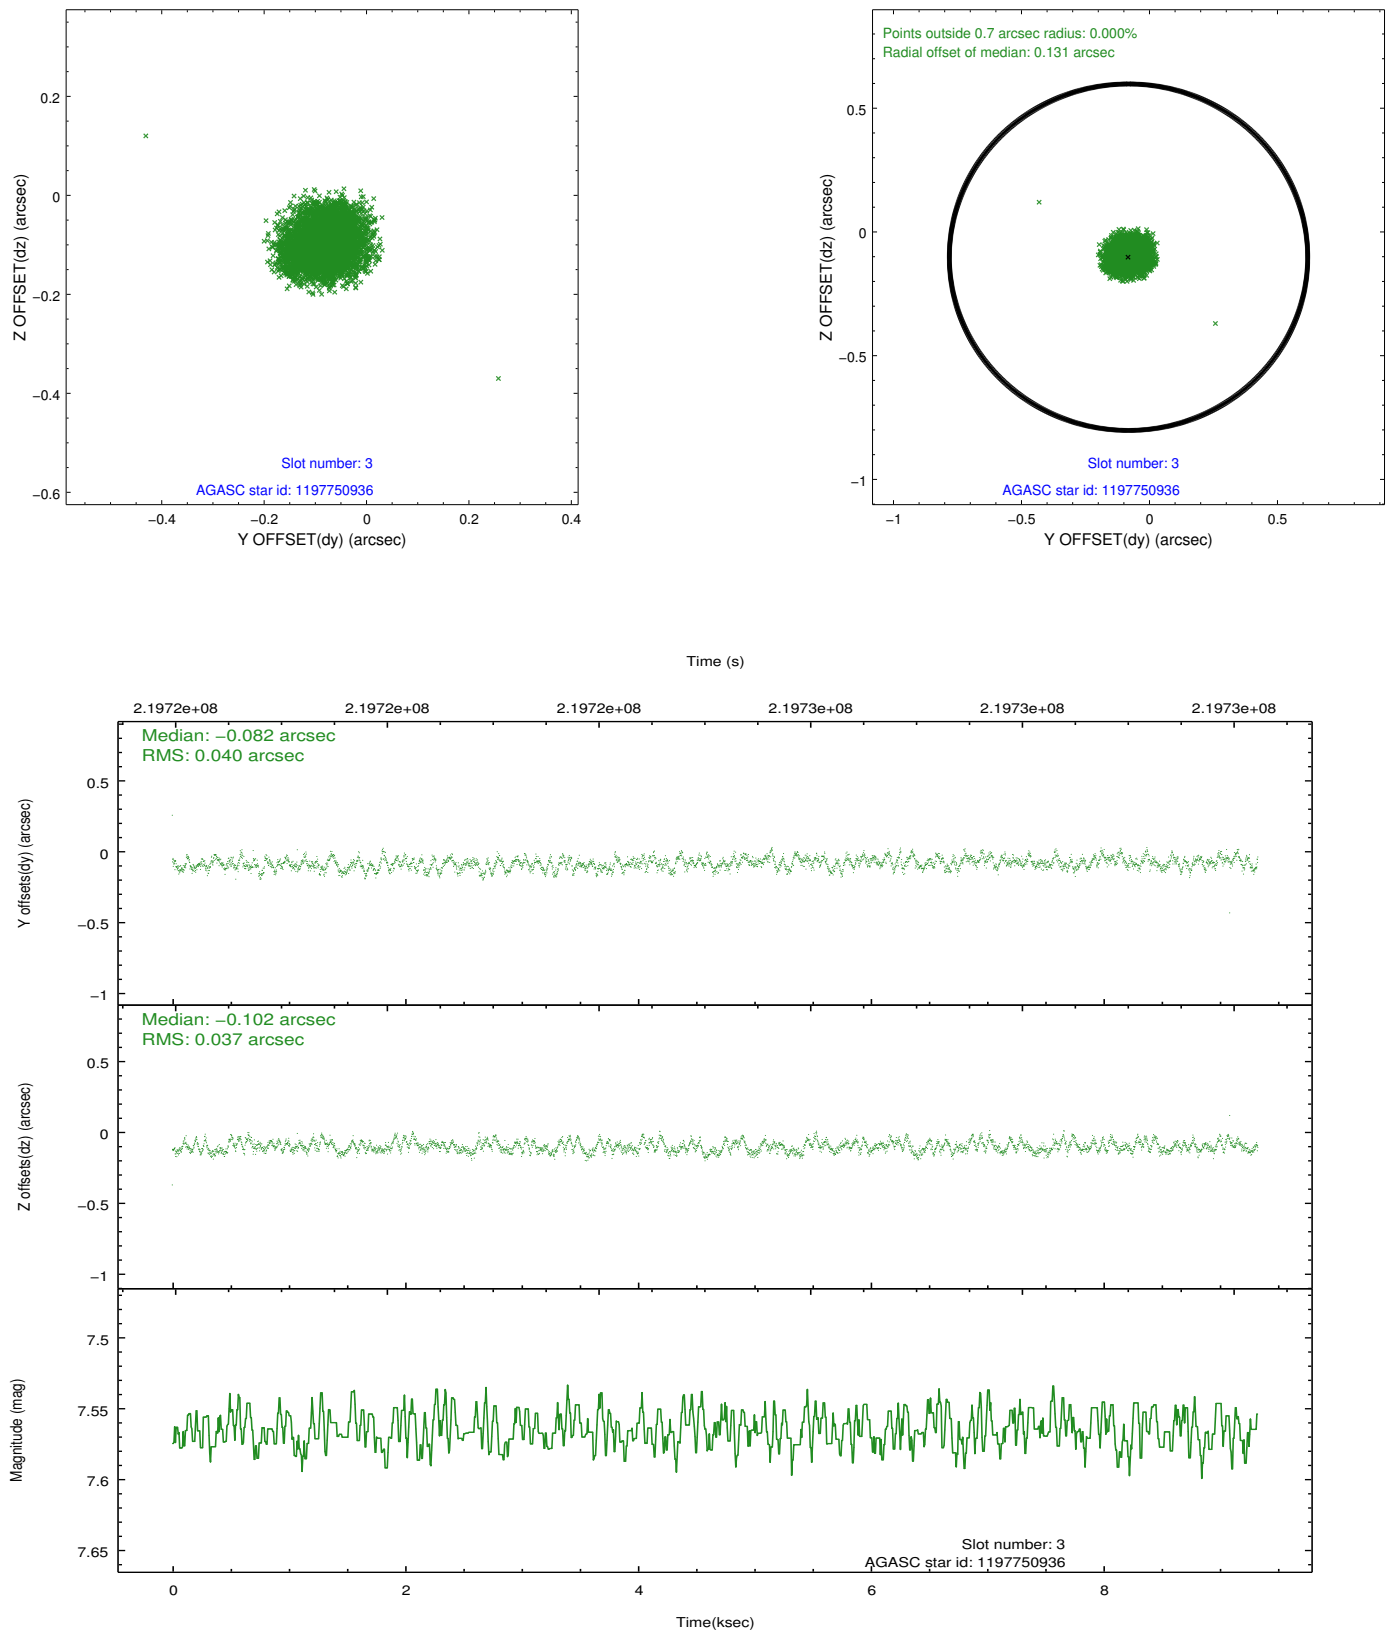 0.2
0
−0.2
−0.4
−0.6
Z OFFSET(dz) (arcsec)
Slot number: 3
AGASC star id: 1197750936
−0.4
−0.2
0
0.2
0.4
Y OFFSET(dy) (arcsec)
Points outside 0.7 arcsec radius: 0.000%
Radial offset of median: 0.131 arcsec
0.5
0
−0.5
−1
Z OFFSET(dz) (arcsec)
Slot number: 3
AGASC star id: 1197750936
−1
−0.5
0
0.5
Y OFFSET(dy) (arcsec)
Time (s)
2.1972e+08
2.1972e+08
2.1972e+08
2.1973e+08
2.1973e+08
2.1973e+08
Median: −0.082 arcsec
RMS: 0.040 arcsec
0.5
0
−0.5
−1
Y offsets(dy) (arcsec)
Median: −0.102 arcsec
RMS: 0.037 arcsec
0.5
0
−0.5
−1
Z offsets(dz) (arcsec)
7.5
7.55
7.6
7.65
Magnitude (mag)
Slot number: 3
AGASC star id: 1197750936
0
2
4
6
8
Time(ksec)